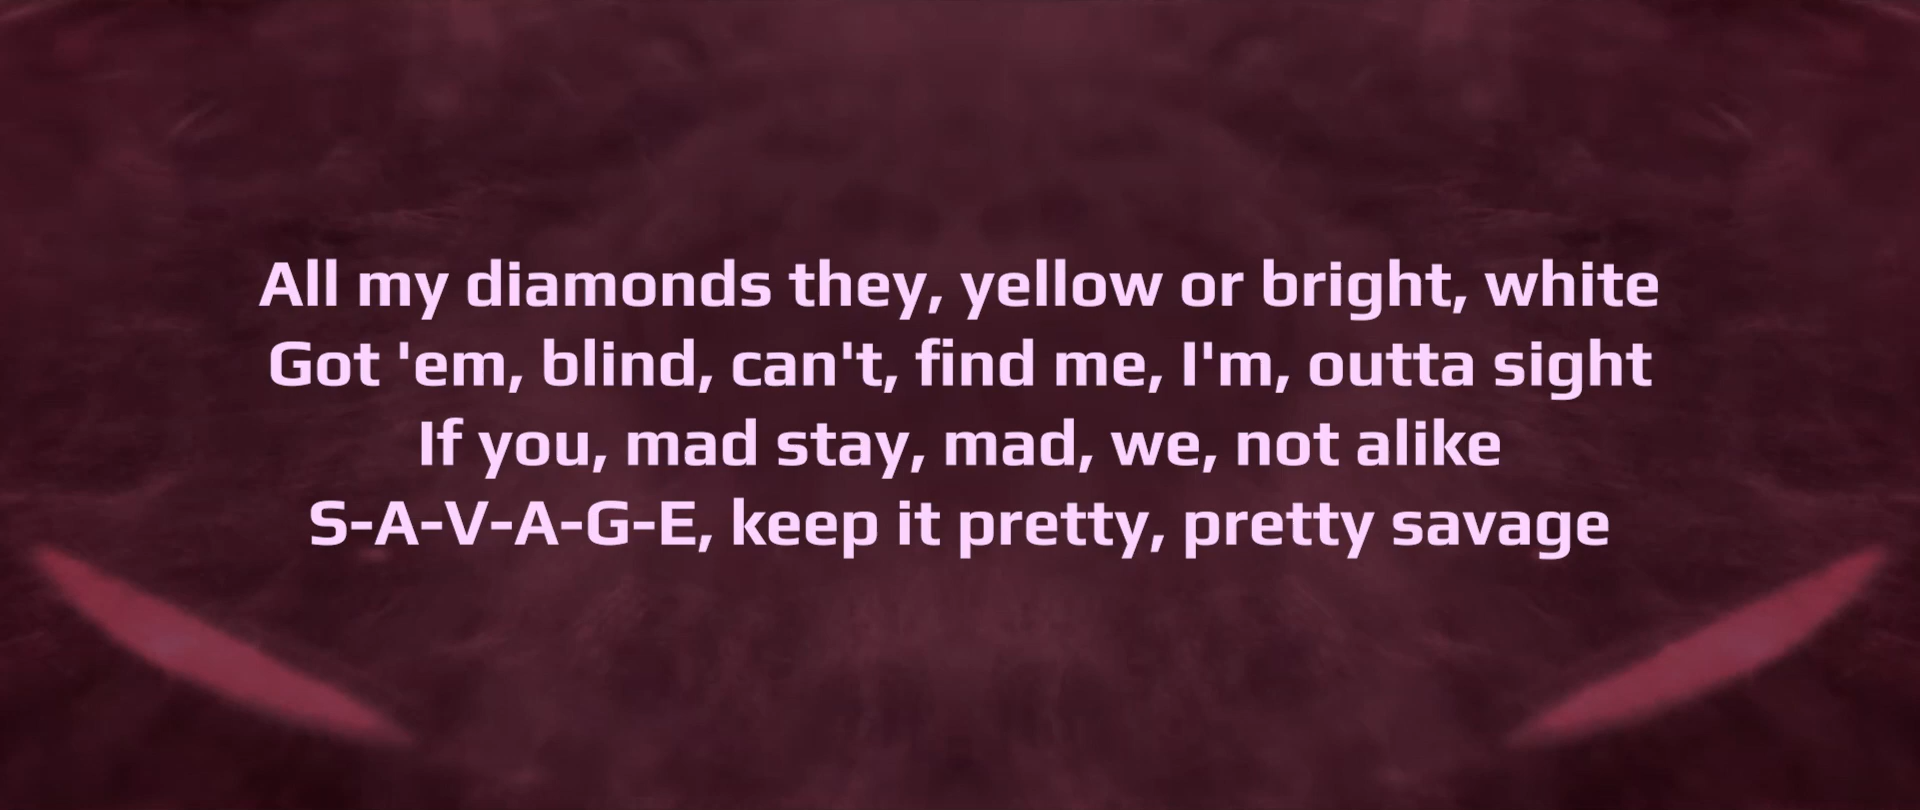 All my diamonds they, yellow or bright, white
Got 'em, blind, can't, find me, I'm, outta sight
If you, mad stay, mad, we, not alike
S-A-V-A-G-E, keep it pretty, pretty savage